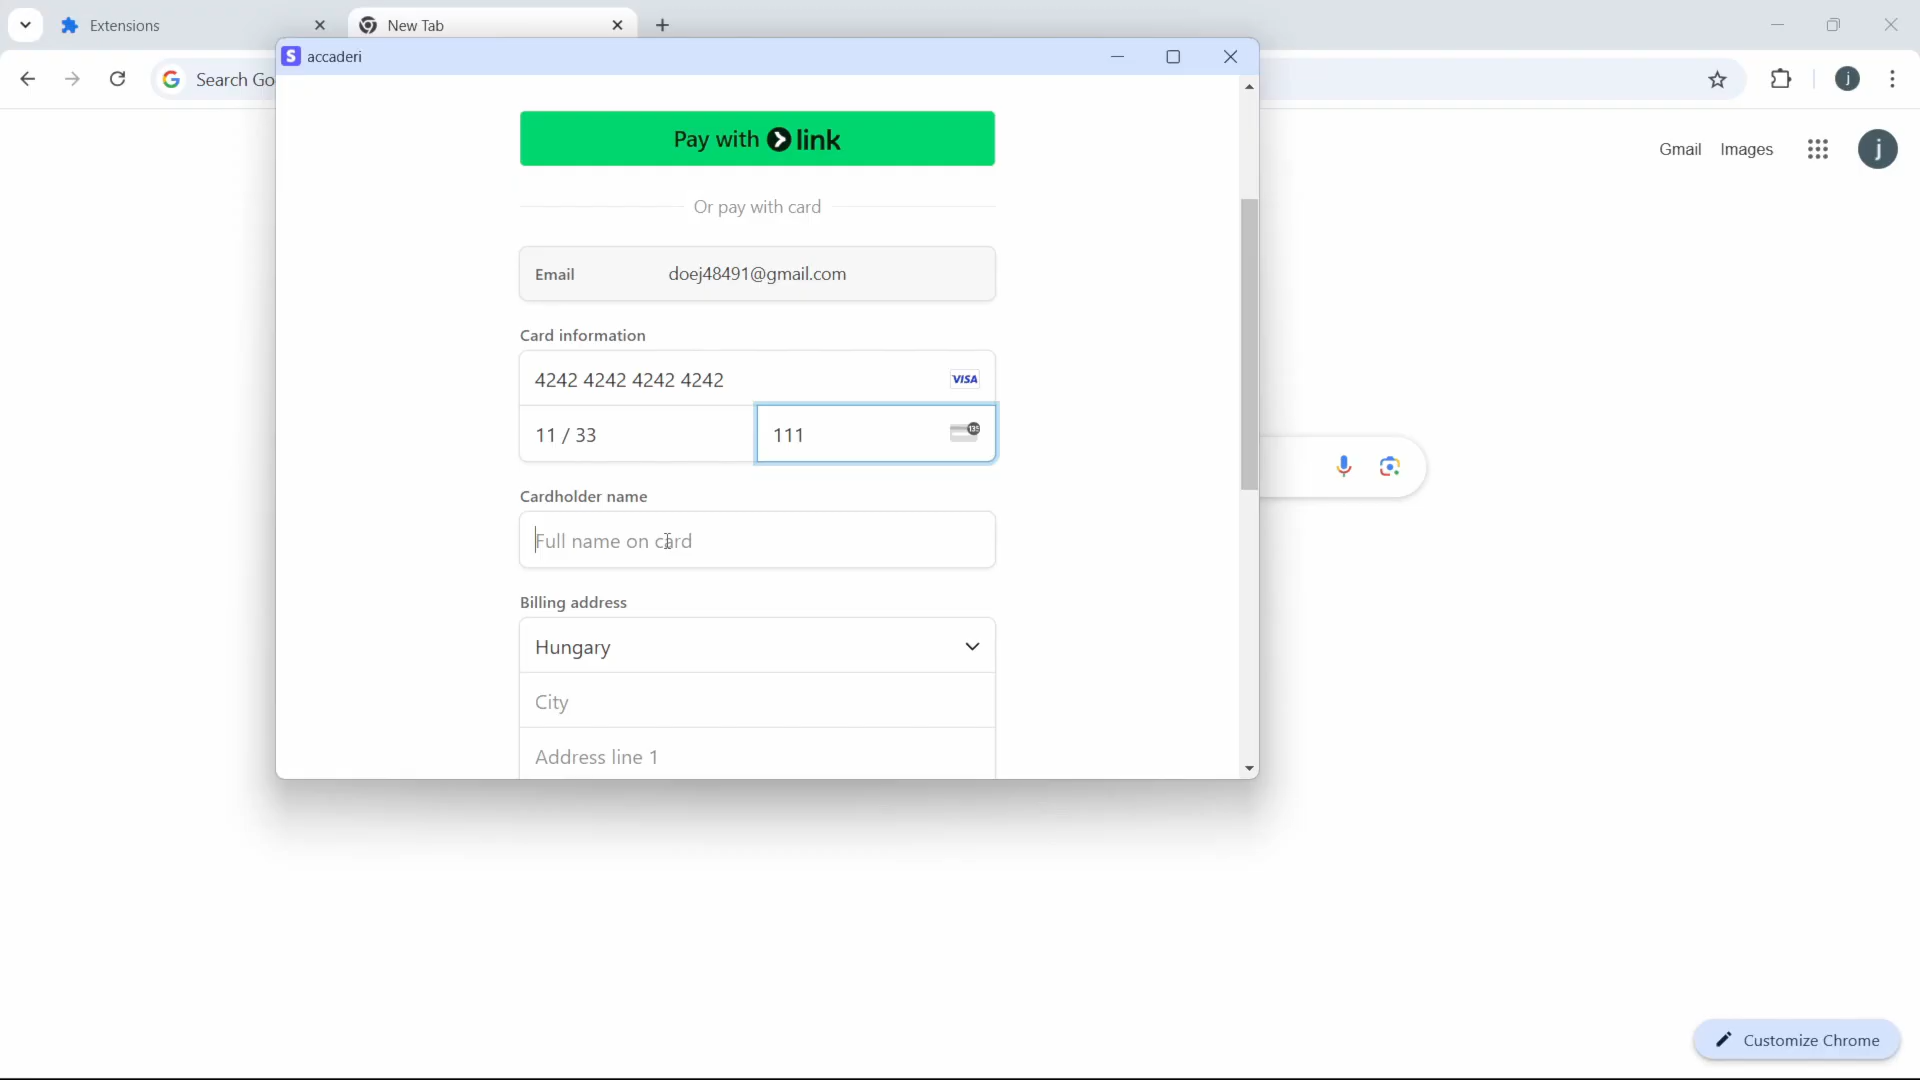 Extensions
New Tab
S accaderi
Search Go
Gmail Images
j
j
Pay with link
Or pay with card
Email doej48491@gmail.com
Card information
4242 4242 4242 4242 VISA
11 / 33 111 135
Cardholder name
Full name on card
Billing address
Hungary
City
Address line 1
Customize Chrome